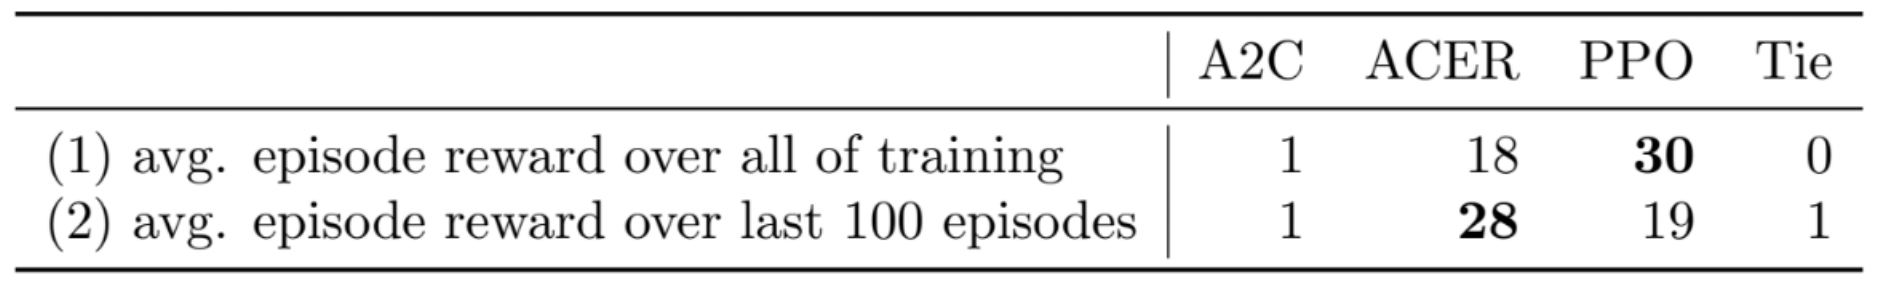 A2C ACER PPO Tie
(1) avg. episode reward over all of training 1 18 30 0
(2) avg. episode reward over last 100 episodes 1 28 19 1